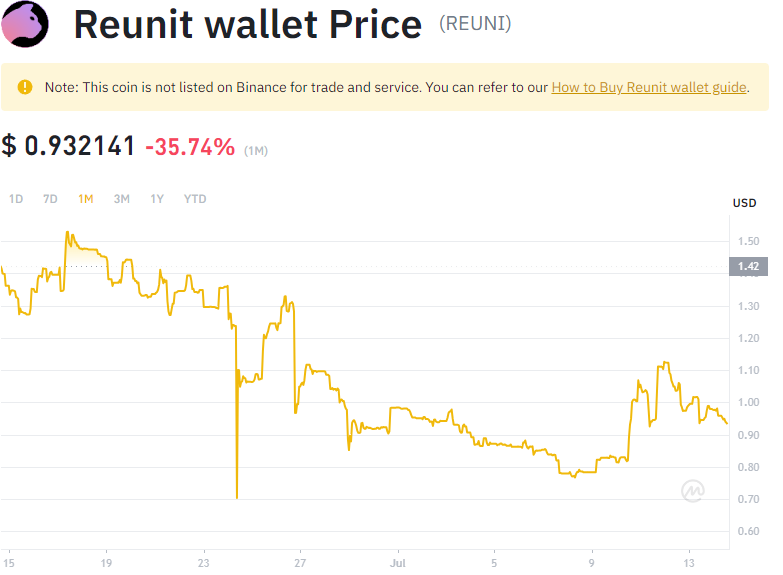 Reunit wallet Price (REUNI)
Note: This coin is not listed on Binance for trade and service. You can refer to our How to Buy Reunit wallet guide.
$ 0.932141 -35.74% (1M)
1D 7D 1M 3M 1Y YTD
USD
1.50
1.42
1.30
1.20
1.10
1.00
0.90
0.80
0.70
0.60
15 19 23 27 Jul 5 9 13